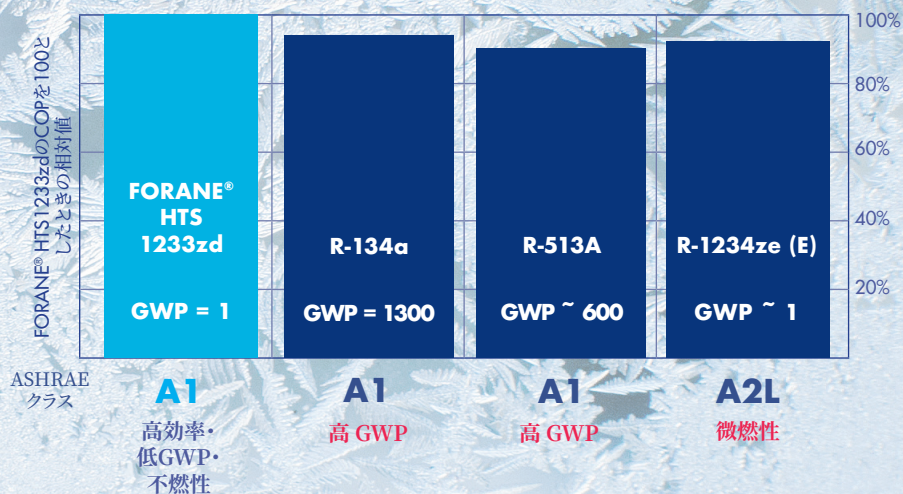 FORANE® HTS1233zdのCOPを100と
したときの相対値
100%
80%
60%
40%
20%
FORANE®
HTS
1233zd
GWP = 1
R-134a
GWP = 1300
R-513A
GWP ~ 600
R-1234ze (E)
GWP ~ 1
ASHRAE
クラス
A1
高効率・
低GWP・
不燃性
A1
高 GWP
A1
高 GWP
A2L
微燃性